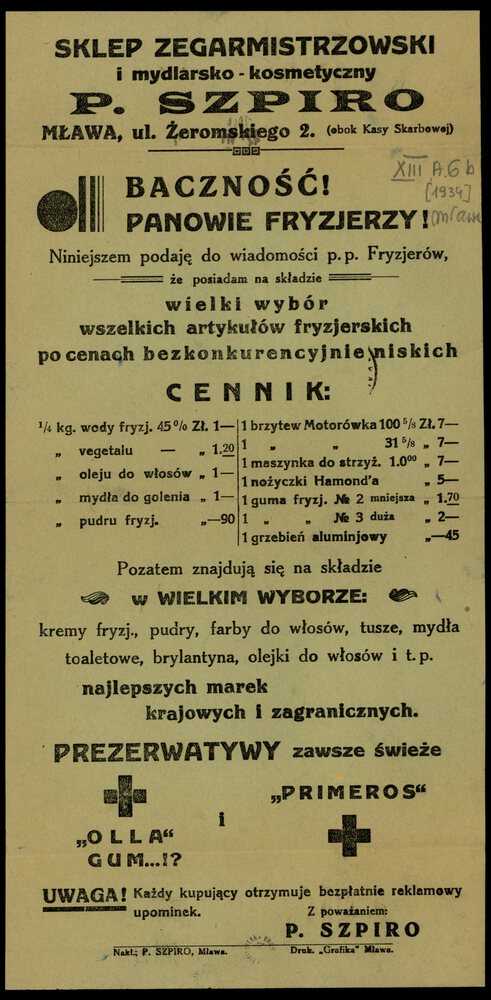 SKLEP ZEGARMISTRZOWSKI
i mydlarsko - kosmetyczny
P. SZPIRO
MŁAWA, ul. Żeromskiego 2. (obok Kasy Skarbowej)
XIII A.6b
[1934]
BACZNOŚĆ!
PANOWIE FRYZJERZY!
Niniejszem podaję do wiadomości p. p. Fryzjerów,
że posiadam na składzie
wielki wybór
wszelkich artykułów fryzjerskich
po cenach bezkonkurencyjnie niskich
CENNIK:
¼ kg. wody fryzj. 45% Zł. 1—
„ vegetalu — „ 1.20
„ oleju do włosów „ 1—
„ mydła do golenia „ 1—
„ pudru fryzj. „—90
1 brzytew Motorówka 100 5/8 Zł. 7—
1 „ „ 31 5/8 „ 7—
1 maszynka do strzyż. 1.0⁰⁰ „ 7—
1 nożyczki Hamond'a „ 5—
1 guma fryzj. № 2 mniejsza „ 1.70
1 „ „ № 3 duża „ 2—
1 grzebień aluminjowy „—45
Pozatem znajdują się na składzie
w WIELKIM WYBORZE:
kremy fryzj., pudry, farby do włosów, tusze, mydła
toaletowe, brylantyna, olejki do włosów i t. p.
najlepszych marek
krajowych i zagranicznych.
PREZERWATYWY zawsze świeże
„PRIMEROS“
i
„OLLA“
GUM...!?
UWAGA! Każdy kupujący otrzymuje bezpłatnie reklamowy
upominek.
Z poważaniem:
P. SZPIRO
Nakł.; P. SZPIRO, Mława.
Druk. „Grafika“ Mława.